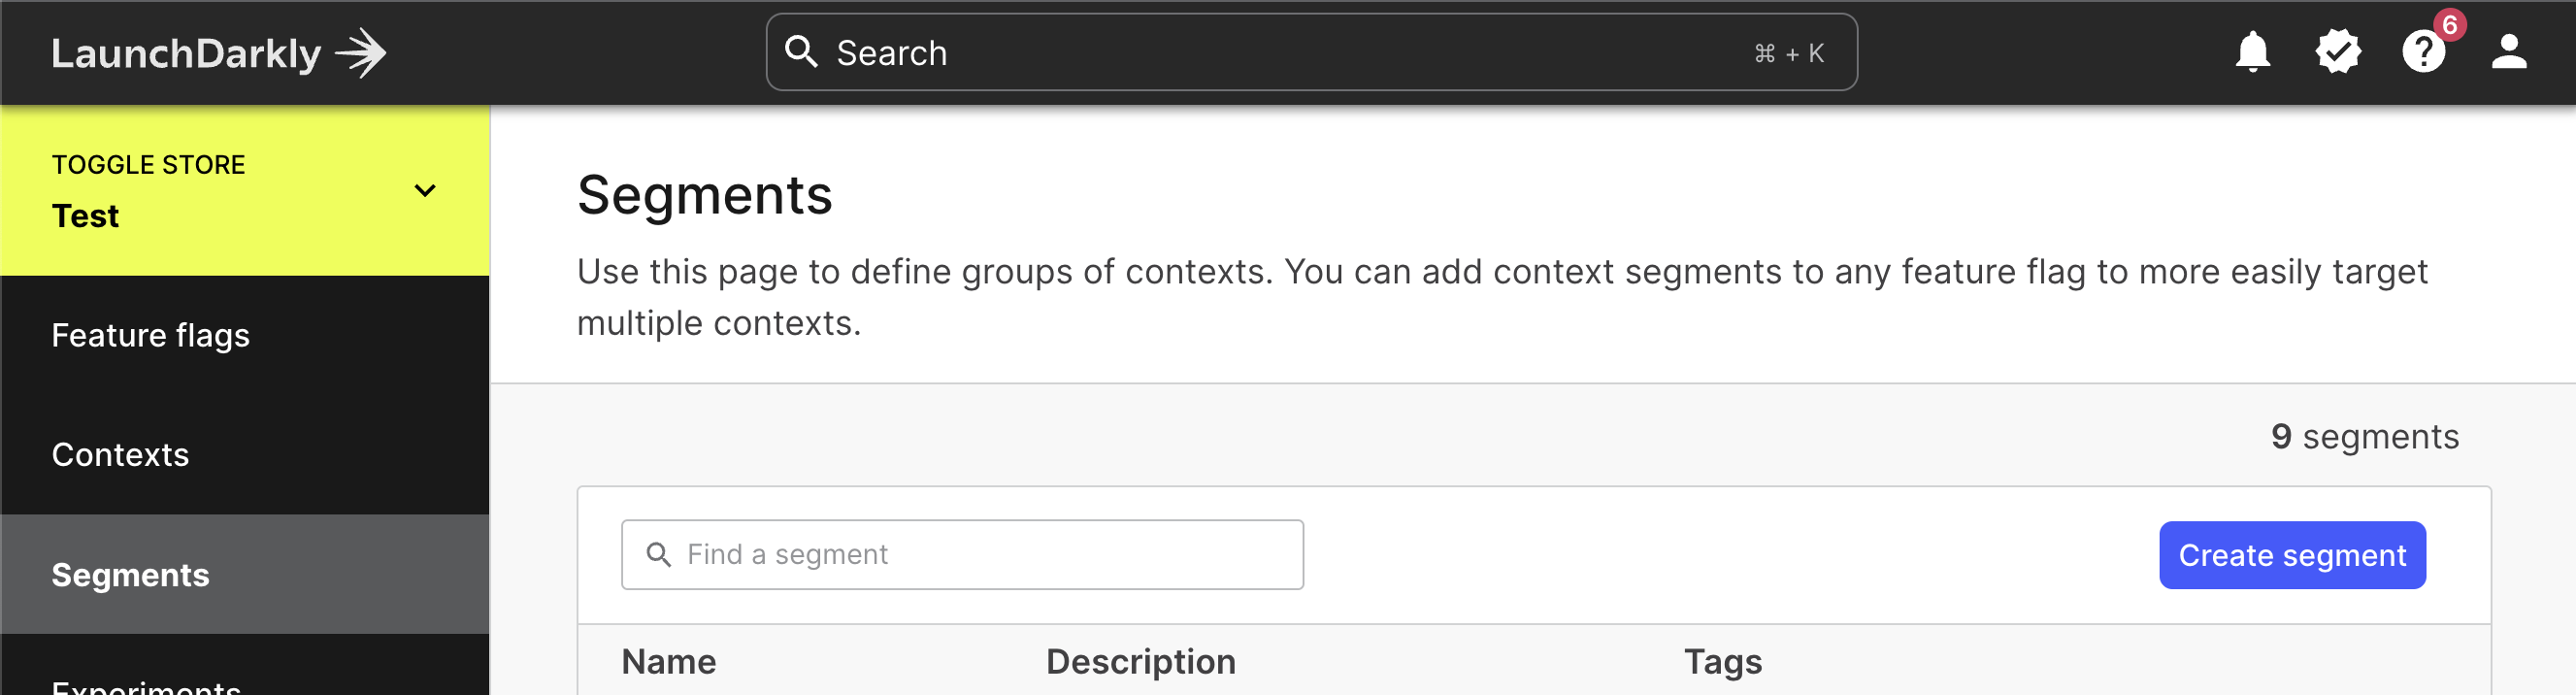 LaunchDarkly
Search
⌘ + K
6
TOGGLE STORE
Test
Feature flags
Contexts
Segments
Experiments
Segments
Use this page to define groups of contexts. You can add context segments to any feature flag to more easily target
multiple contexts.
9 segments
Find a segment
Create segment
Name Description Tags